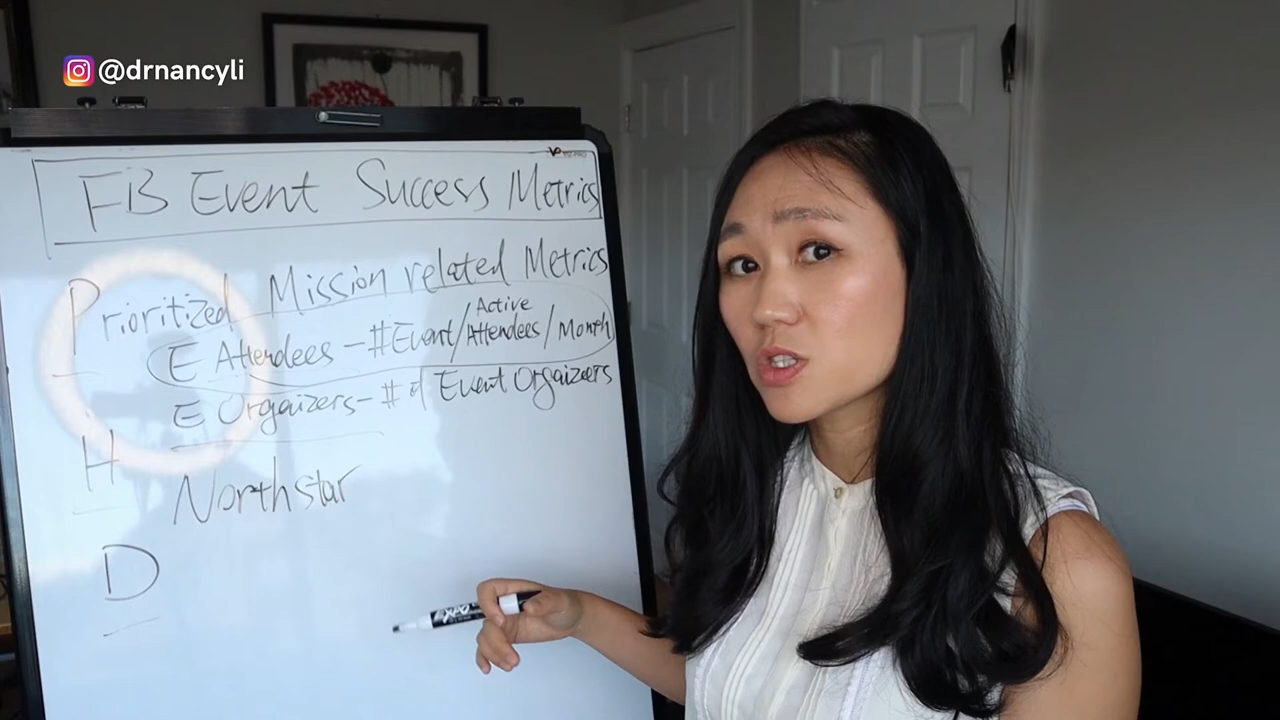 @drnancyli
FB Event Success Metrics
Prioritized Mission related Metrics
E Attendees - #Event/Active Attendees/Month
E Orgaizers - # of Event Orgaizers
H
Northstar
D
EXPO